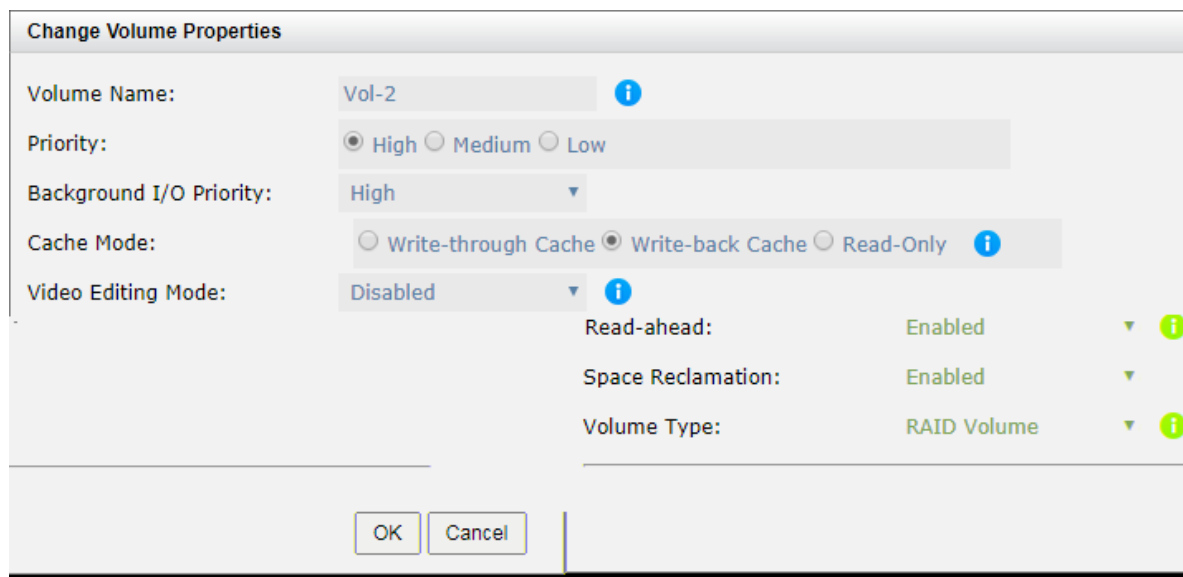 Change Volume Properties
Volume Name: Vol-2
Priority: High Medium Low
Background I/O Priority: High
Cache Mode: Write-through Cache Write-back Cache Read-Only
Video Editing Mode: Disabled
Read-ahead: Enabled
Space Reclamation: Enabled
Volume Type: RAID Volume
OK Cancel